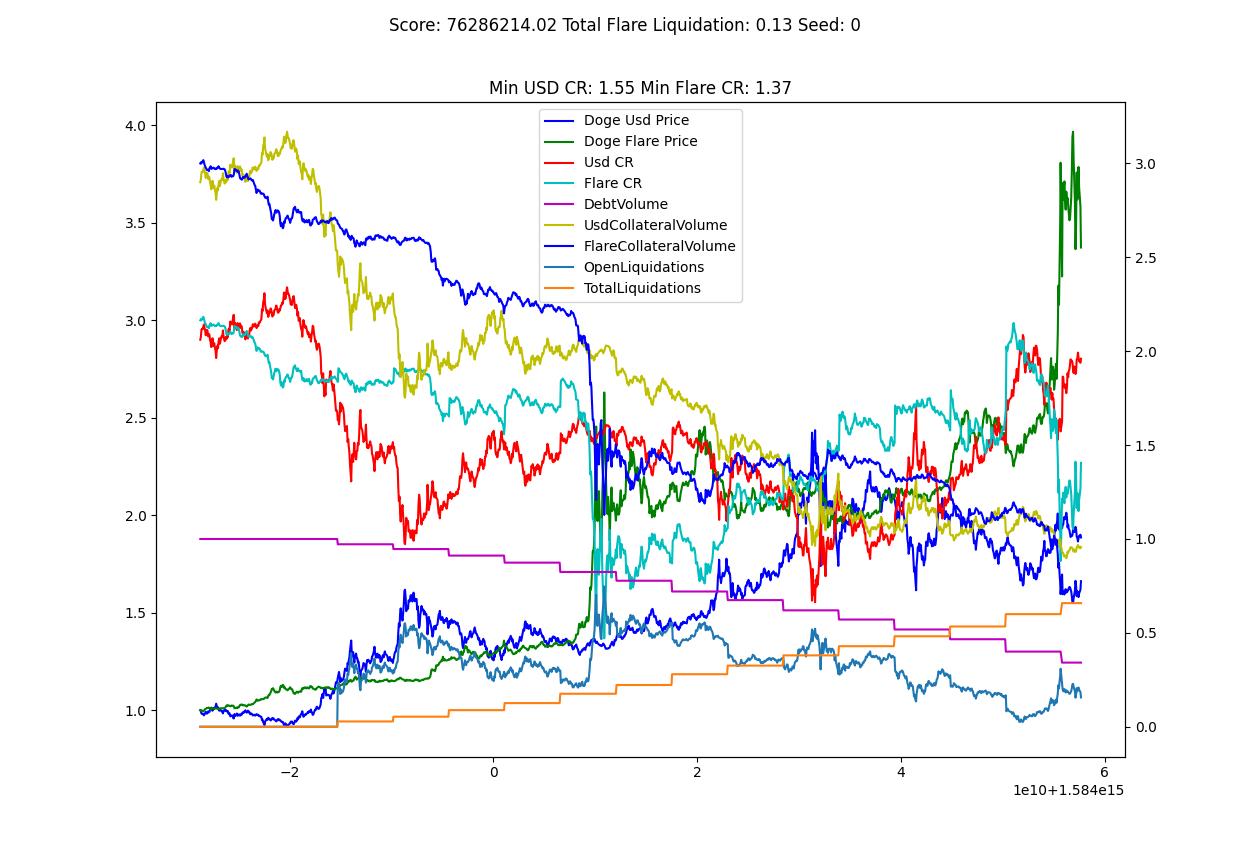 Score: 76286214.02 Total Flare Liquidation: 0.13 Seed: 0
Min USD CR: 1.55 Min Flare CR: 1.37
Doge Usd Price
Doge Flare Price
Usd CR
Flare CR
DebtVolume
UsdCollateralVolume
FlareCollateralVolume
OpenLiquidations
TotalLiquidations
4.0
3.5
3.0
2.5
2.0
1.5
1.0
3.0
2.5
2.0
1.5
1.0
0.5
0.0
−2 0 2 4 6
1e10+1.584e15